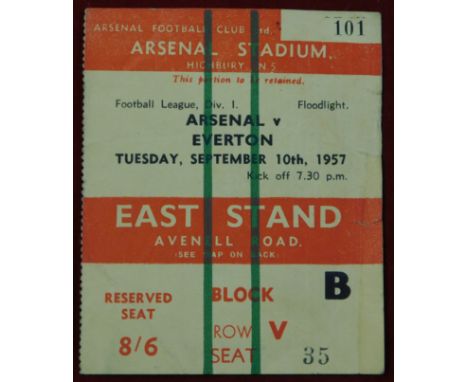 ARSENAL FOOTBALL CLUB Ltd.
101
ARSENAL STADIUM,
HIGHBURY N 5
This portion to be retained.
Football League, Div. I. Floodlight.
ARSENAL v
EVERTON
TUESDAY, SEPTEMBER 10th, 1957
Kick off 7.30 p.m.
EAST STAND
AVENELL ROAD.
(SEE MAP ON BACK)
RESERVED SEAT
8/6
BLOCK B
ROW V
SEAT 35